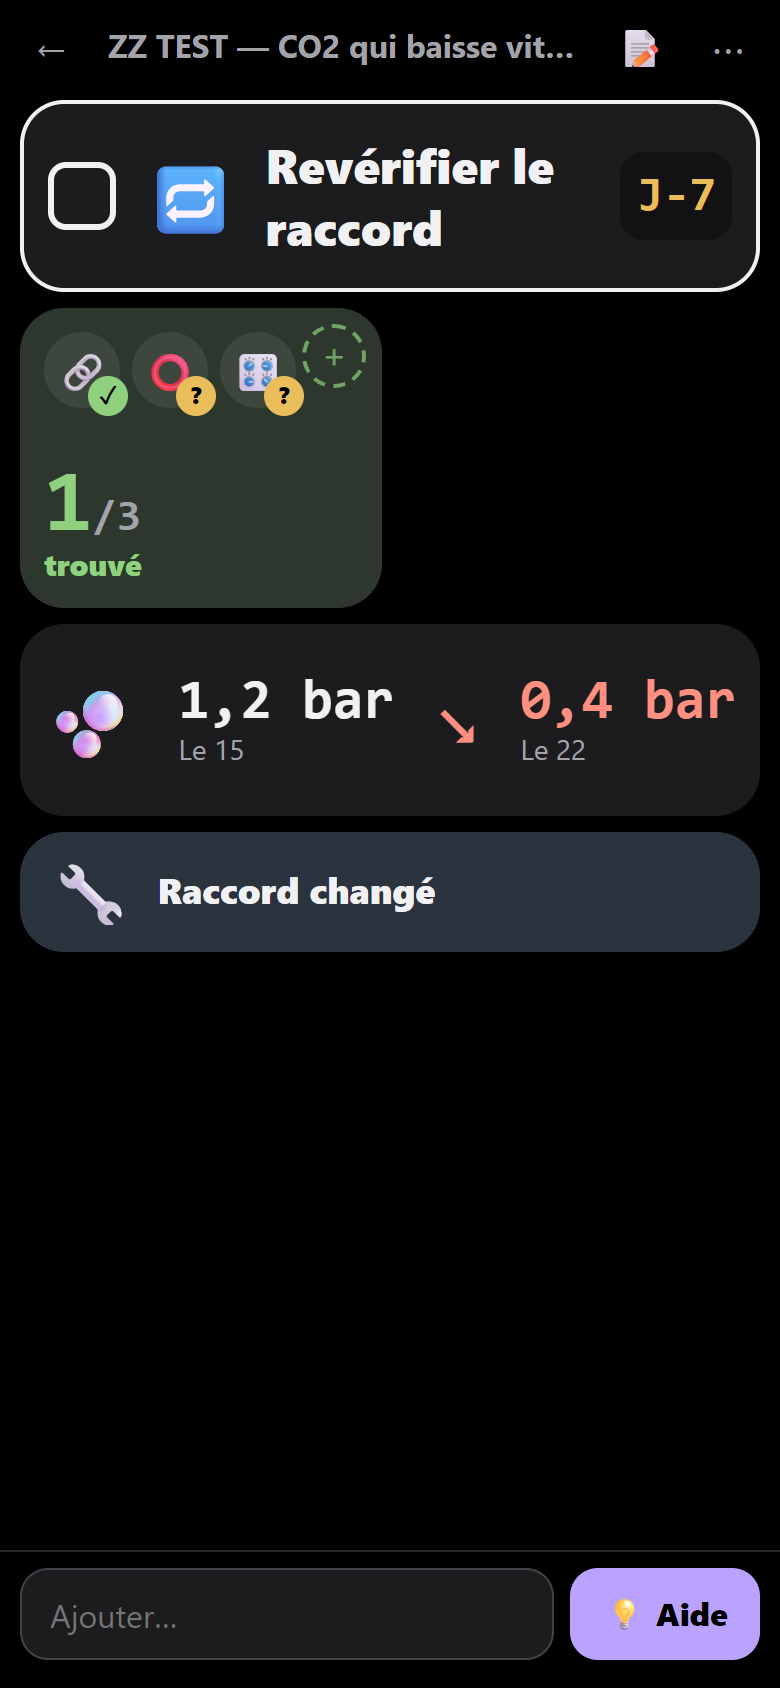 ZZ TEST — CO2 qui baisse vit...
Revérifier le
raccord
J-7
?
?
+
1/3
trouvé
1,2 bar
0,4 bar
Le 15
Le 22
Raccord changé
Ajouter...
Aide